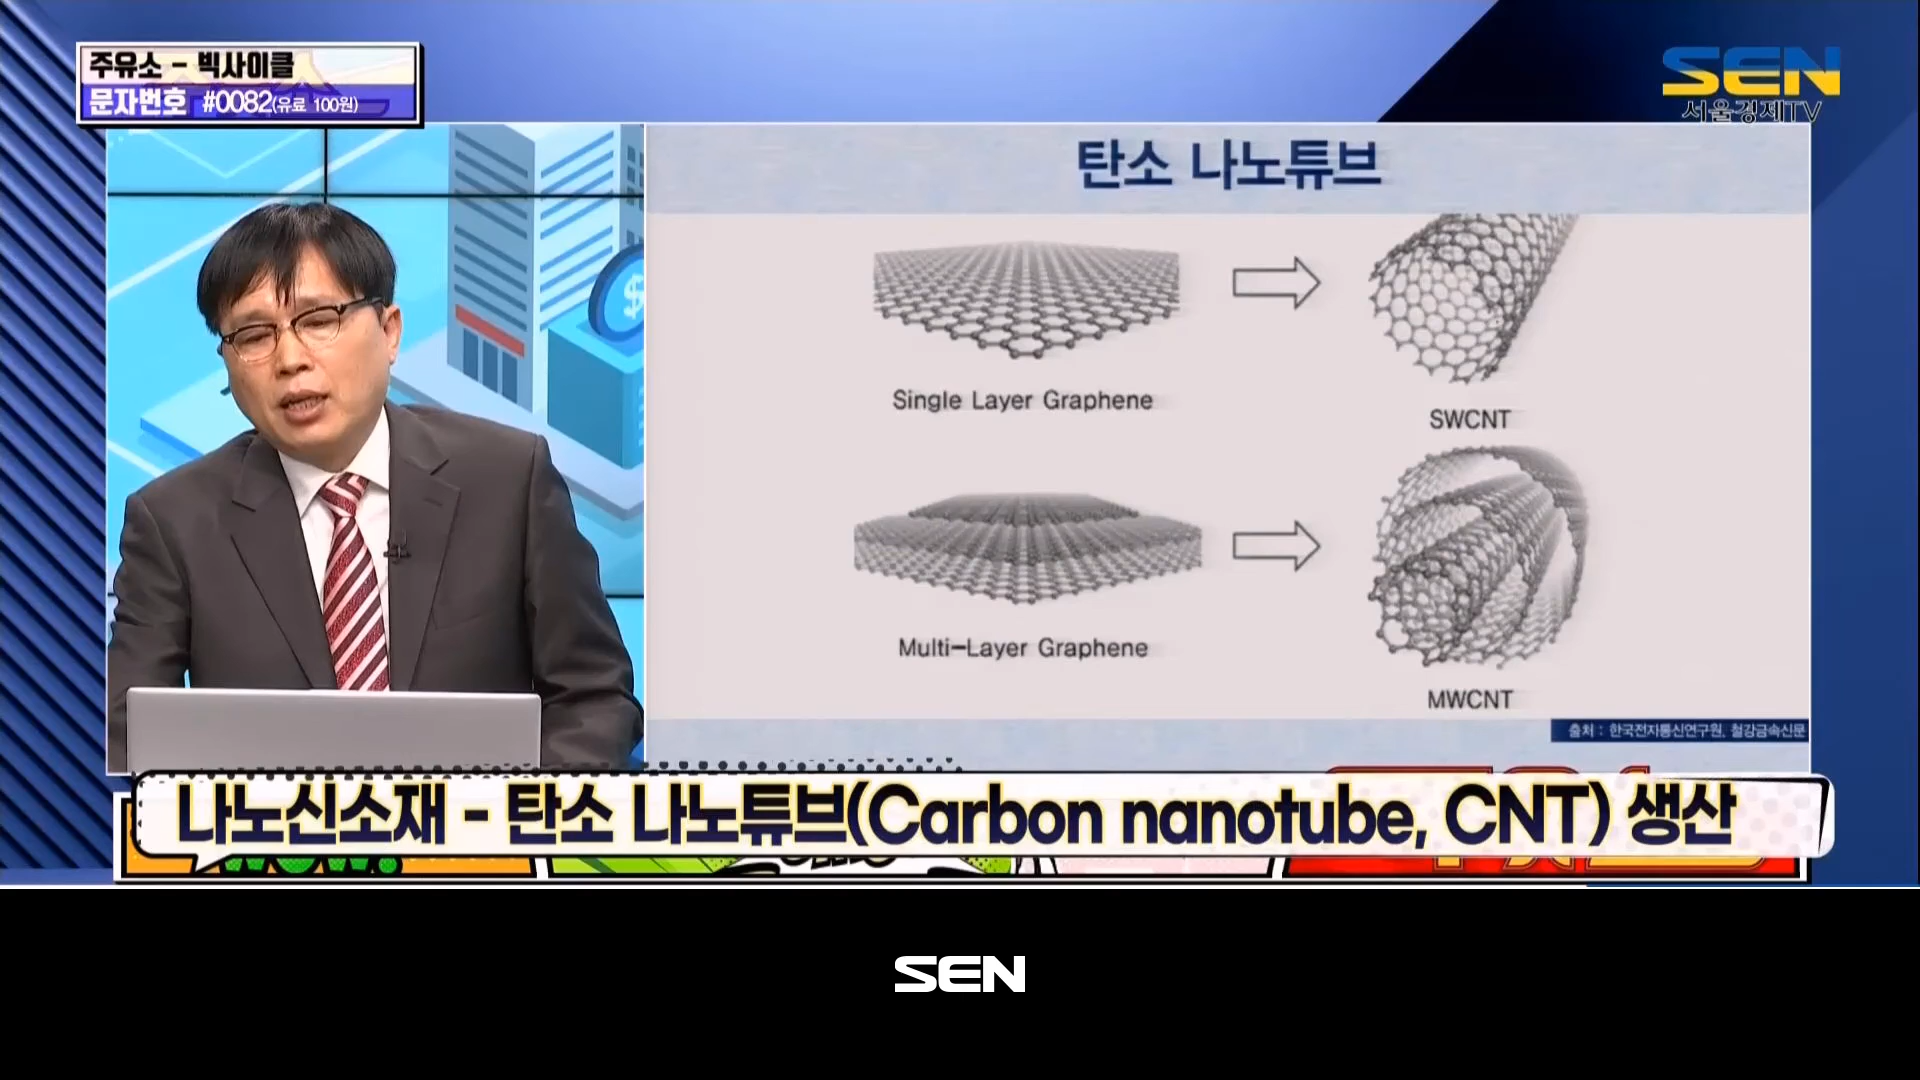 주유소 - 빅사이클
문자번호 #0082(유료 100원)
SEN
서울경제TV
탄소 나노튜브
Single Layer Graphene
SWCNT
Multi-Layer Graphene
MWCNT
출처 : 한국전자통신연구원, 철강금속신문
나노신소재 - 탄소 나노튜브(Carbon nanotube, CNT) 생산
SEN